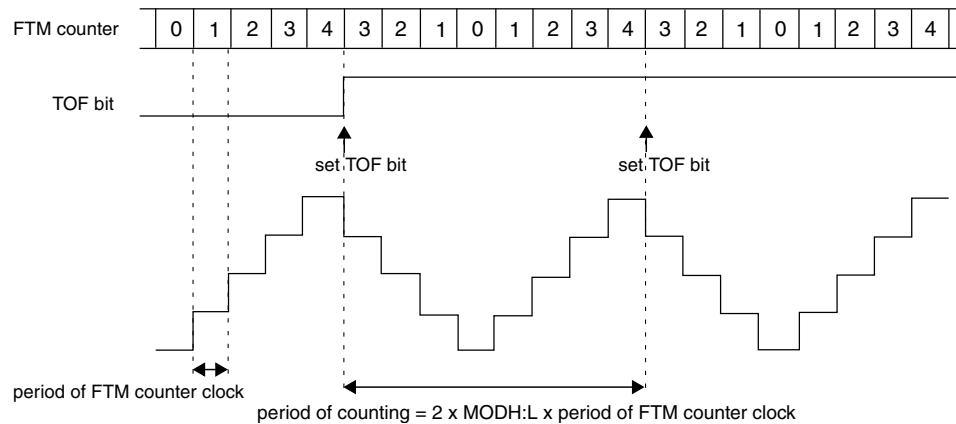 FTM counter 0 1 2 3 4 3 2 1 0 1 2 3 4 3 2 1 0 1 2 3 4
TOF bit
set TOF bit set TOF bit
period of FTM counter clock
period of counting = 2 x MODH:L x period of FTM counter clock